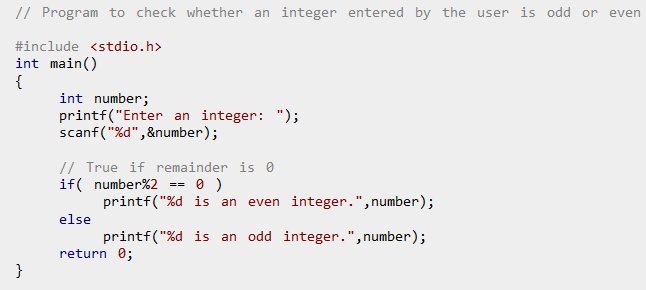 // Program to check whether an integer entered by the user is odd or even
#include <stdio.h>
int main()
{
int number;
printf("Enter an integer: ");
scanf("%d",&number);
// True if remainder is 0
if( number%2 == 0 )
printf("%d is an even integer.",number);
else
printf("%d is an odd integer.",number);
return 0;
}